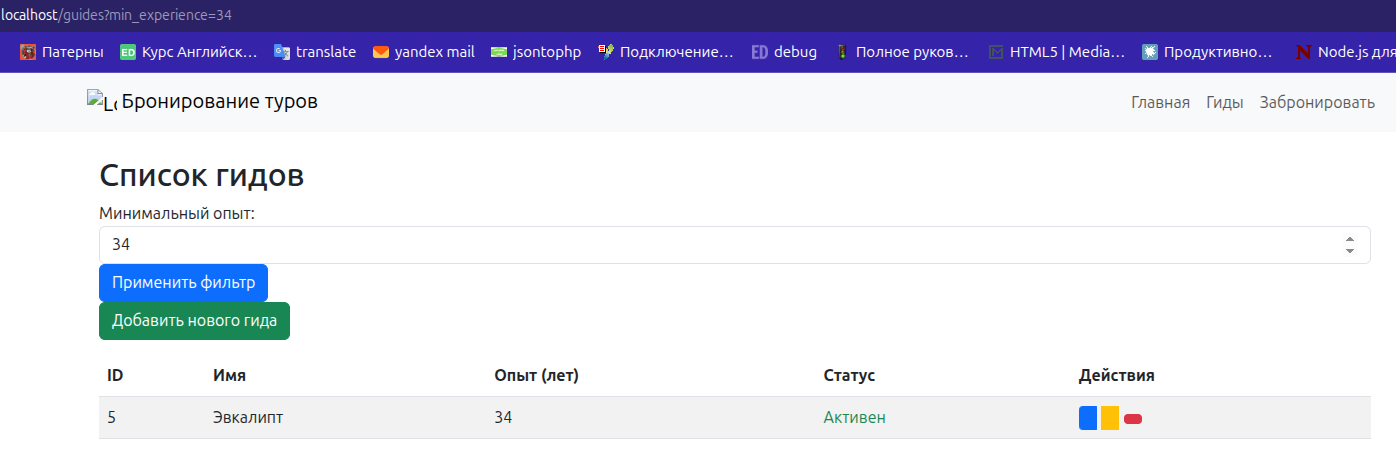 localhost/guides?min_experience=34
Патерны ED Курс Английск… translate yandex mail jsontophp Подключение… ED debug Полное руков… HTML5 | Media… Продуктивно… Node.js для
Бронирование туров Главная Гиды Забронировать
Список гидов
Минимальный опыт:
34
Применить фильтр
Добавить нового гида
ID Имя Опыт (лет) Статус Действия
5 Эвкалипт 34 Активен